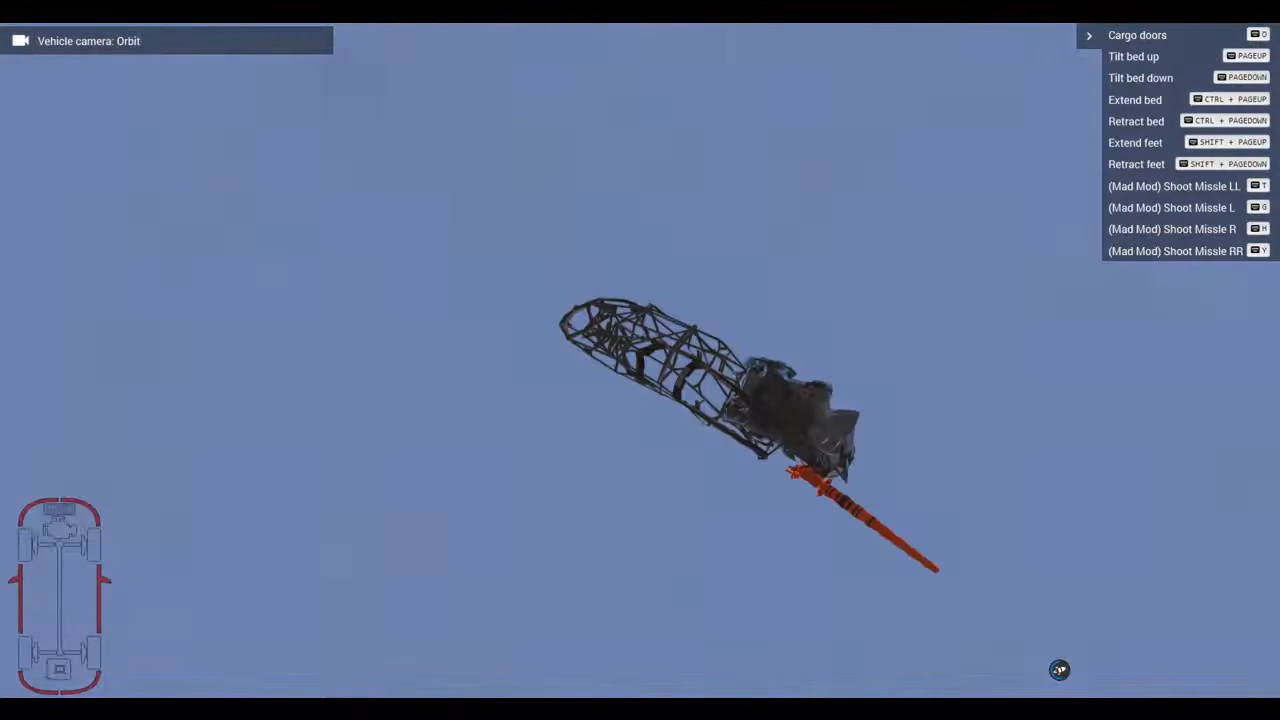 Vehicle camera: Orbit
Cargo doors O
Tilt bed up PAGEUP
Tilt bed down PAGEDOWN
Extend bed CTRL + PAGEUP
Retract bed CTRL + PAGEDOWN
Extend feet SHIFT + PAGEUP
Retract feet SHIFT + PAGEDOWN
(Mad Mod) Shoot Missle LL T
(Mad Mod) Shoot Missle L G
(Mad Mod) Shoot Missle R H
(Mad Mod) Shoot Missle RR Y